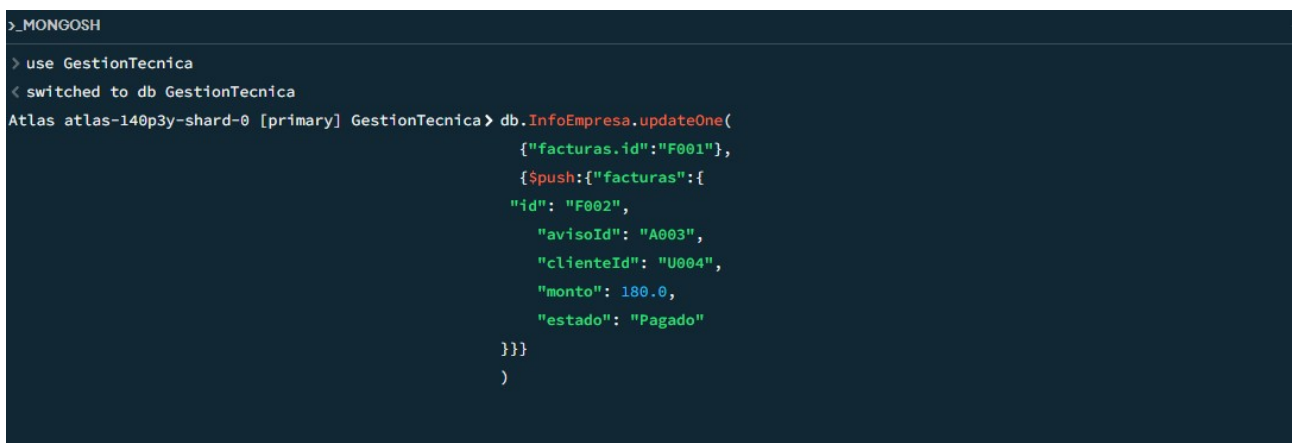 >_MONGOSH
> use GestionTecnica
< switched to db GestionTecnica
Atlas atlas-140p3y-shard-0 [primary] GestionTecnica> db.InfoEmpresa.updateOne(
{"facturas.id":"F001"},
{$push:{"facturas":{
"id": "F002",
"avisoId": "A003",
"clienteId": "U004",
"monto": 180.0,
"estado": "Pagado"
}}}
)